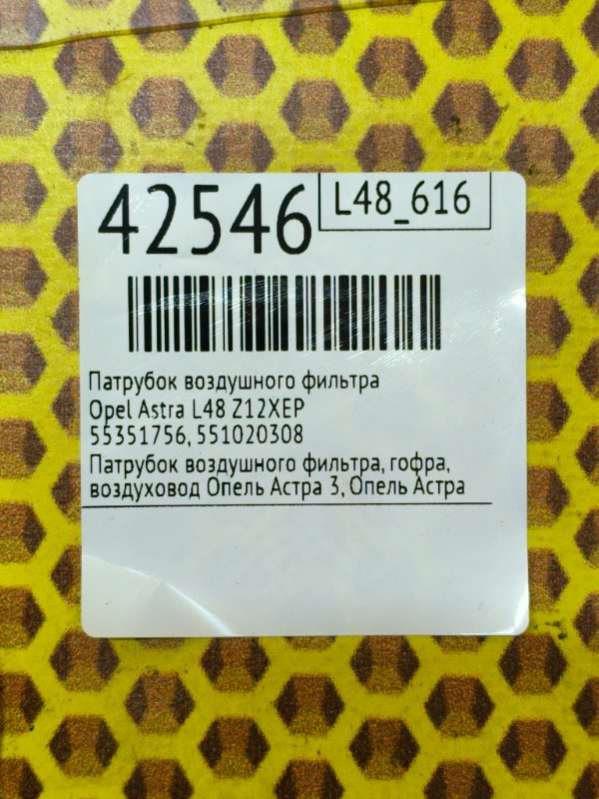 42546
L48_616
Патрубок воздушного фильтра
Opel Astra L48 Z12XEP
55351756, 551020308
Патрубок воздушного фильтра, гофра,
воздуховод Опель Астра 3, Опель Астра